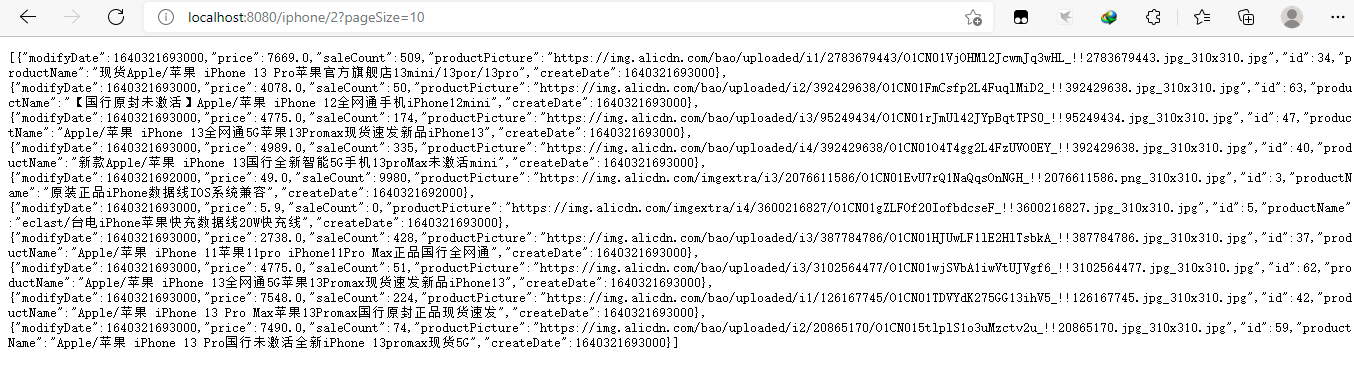 localhost:8080/iphone/2?pageSize=10
[{"modifyDate":1640321693000,"price":7669.0,"saleCount":509,"productPicture":"https://img.alicdn.com/bao/uploaded/i1/2783679443/O1CN01VjOHMl2JcwmJq3wHL_!!2783679443.jpg_310x310.jpg","id":34,"p
roductName":"现货Apple/苹果 iPhone 13 Pro苹果官方旗舰店13mini/13por/13pro","createDate":1640321693000},
{"modifyDate":1640321693000,"price":4078.0,"saleCount":50,"productPicture":"https://img.alicdn.com/bao/uploaded/i2/392429638/O1CN01FmCsfp2L4FuqlMiD2_!!392429638.jpg_310x310.jpg","id":63,"produ
ctName":"【国行原封未激活】Apple/苹果 iPhone 12全网通手机iPhone12mini","createDate":1640321693000},
{"modifyDate":1640321693000,"price":4775.0,"saleCount":174,"productPicture":"https://img.alicdn.com/bao/uploaded/i3/95249434/O1CN01rJmUl42JYpBqtTPS0_!!95249434.jpg_310x310.jpg","id":47,"produc
tName":"Apple/苹果 iPhone 13全网通5G苹果13Promax现货速发新品iPhone13","createDate":1640321693000},
{"modifyDate":1640321693000,"price":4989.0,"saleCount":335,"productPicture":"https://img.alicdn.com/bao/uploaded/i4/392429638/O1CN01O4T4gg2L4FzUVOOEY_!!392429638.jpg_310x310.jpg","id":40,"prod
uctName":"新款Apple/苹果 iPhone 13国行全新智能5G手机13proMax未激活mini","createDate":1640321693000},
{"modifyDate":1640321692000,"price":49.0,"saleCount":9980,"productPicture":"https://img.alicdn.com/imgextra/i3/2076611586/O1CN01EvU7rQ1NaQqsOnNGH_!!2076611586.png_310x310.jpg","id":3,"productN
ame":"原装正品iPhone数据线IOS系统兼容","createDate":1640321692000},
{"modifyDate":1640321693000,"price":5.9,"saleCount":0,"productPicture":"https://img.alicdn.com/imgextra/i4/3600216827/O1CN01gZLFOf20IofbdcdseF_!!3600216827.jpg_310x310.jpg","id":5,"productName"
:"eclast/台电iPhone苹果快充数据线20W快充线","createDate":1640321693000},
{"modifyDate":1640321693000,"price":2738.0,"saleCount":428,"productPicture":"https://img.alicdn.com/bao/uploaded/i3/387784786/O1CN01HJUwLF1lE2HlTsbkA_!!387784786.jpg_310x310.jpg","id":37,"prod
uctName":"Apple/苹果 iPhone 11苹果11pro iPhone11Pro Max正品国行全网通","createDate":1640321693000},
{"modifyDate":1640321693000,"price":4775.0,"saleCount":51,"productPicture":"https://img.alicdn.com/bao/uploaded/i3/3102564477/O1CN01wjSVbA1iwVtUJVgf6_!!3102564477.jpg_310x310.jpg","id":62,"pro
ductName":"Apple/苹果 iPhone 13全网通5G苹果13Promax现货速发新品iPhone13","createDate":1640321693000},
{"modifyDate":1640321693000,"price":7548.0,"saleCount":224,"productPicture":"https://img.alicdn.com/bao/uploaded/i1/126167745/O1CN01TDVYdK275GG13ihV5_!!126167745.jpg_310x310.jpg","id":42,"prod
uctName":"Apple/苹果 iPhone 13 Pro Max苹果13Promax国行原封正品现货速发","createDate":1640321693000},
{"modifyDate":1640321693000,"price":7490.0,"saleCount":74,"productPicture":"https://img.alicdn.com/bao/uploaded/i2/20865170/O1CN015tlplS1o3uMzctv2u_!!20865170.jpg_310x310.jpg","id":59,"product
Name":"Apple/苹果 iPhone 13 Pro国行未激活全新iPhone 13promax现货5G","createDate":1640321693000}]